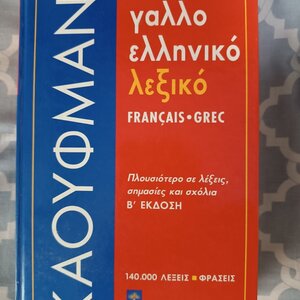 ΚΑΟΥΦΜΑΝ
γαλλο
ελληνικό
λεξικό
FRANÇAIS • GREC
Πλουσιότερο σε λέξεις,
σημασίες και σχόλια
Β' ΕΚΔΟΣΗ
140.000 ΛΕΞΕΙΣ ▪ ΦΡΑΣΕΙΣ